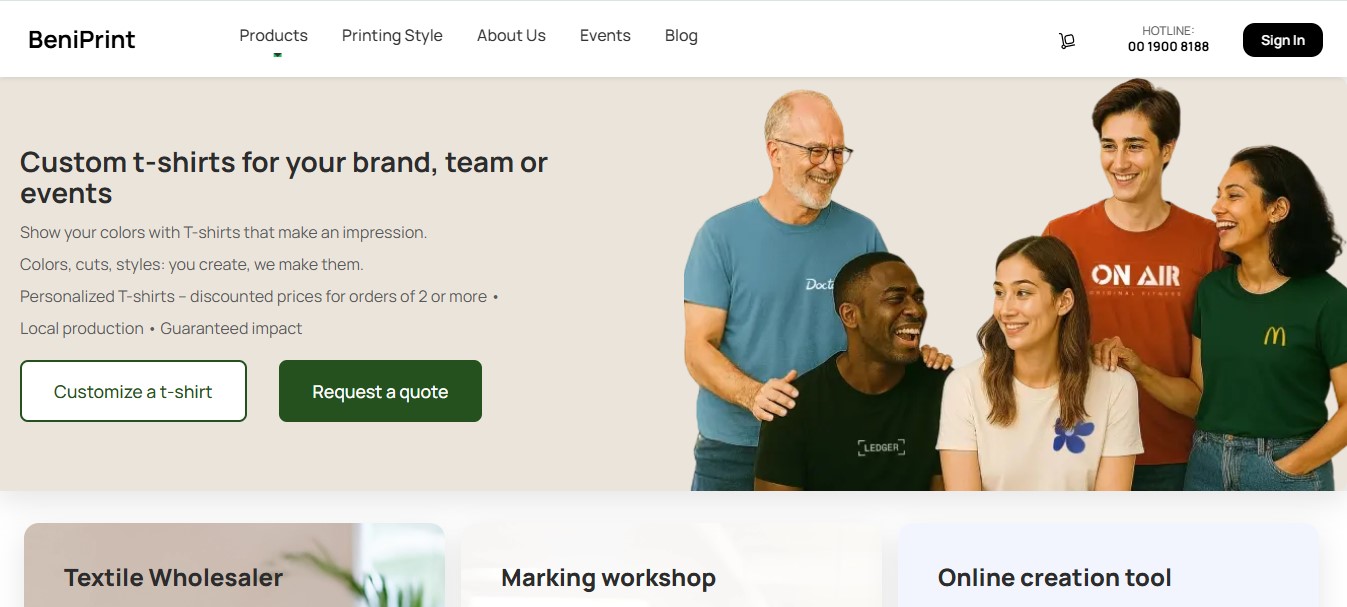 BeniPrint
Products
Printing Style
About Us
Events
Blog
HOTLINE:
00 1900 8188
Sign In
Custom t-shirts for your brand, team or
events
Show your colors with T-shirts that make an impression.
Colors, cuts, styles: you create, we make them.
Personalized T-shirts – discounted prices for orders of 2 or more •
Local production • Guaranteed impact
Customize a t-shirt
Request a quote
ON AIR
ORIGINAL FITNESS
LEDGER
Textile Wholesaler
Marking workshop
Online creation tool